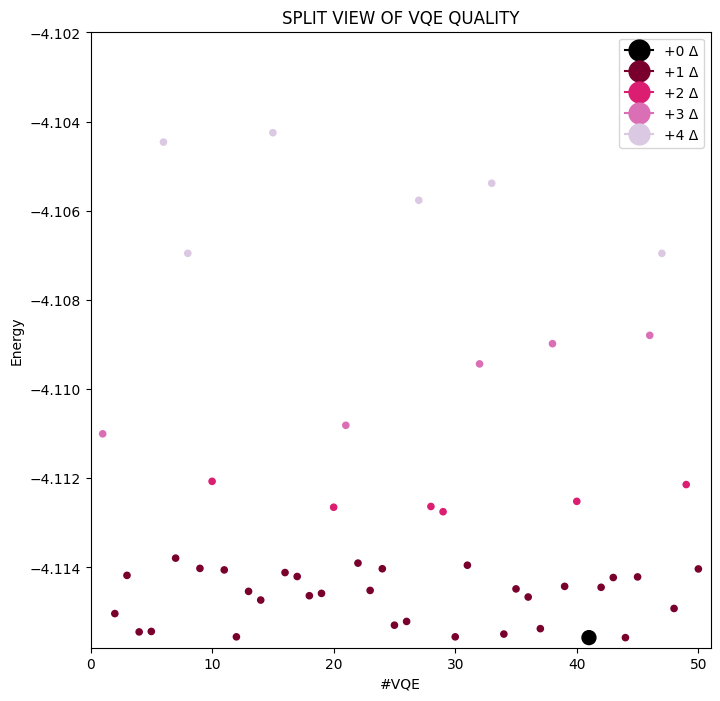 SPLIT VIEW OF VQE QUALITY
−4.102
−4.104
−4.106
−4.108
−4.110
−4.112
−4.114
Energy
+0 Δ
+1 Δ
+2 Δ
+3 Δ
+4 Δ
0 10 20 30 40 50
#VQE